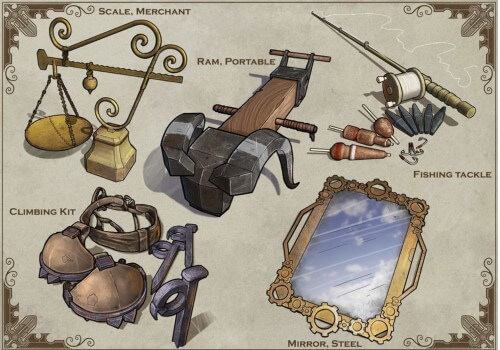 Scale, Merchant
Ram, Portable
Fishing tackle
Climbing Kit
Mirror, Steel